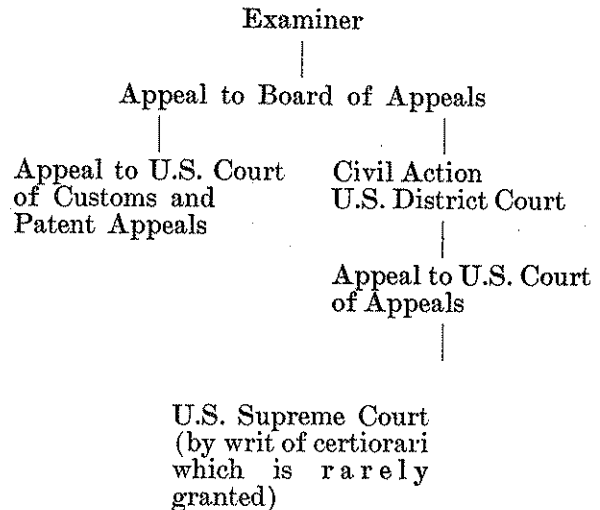 Examiner
Appeal to Board of Appeals
Appeal to U.S. Court
of Customs and
Patent Appeals
Civil Action
U.S. District Court
Appeal to U.S. Court
of Appeals
U.S. Supreme Court
(by writ of certiorari
which is rarely
granted)